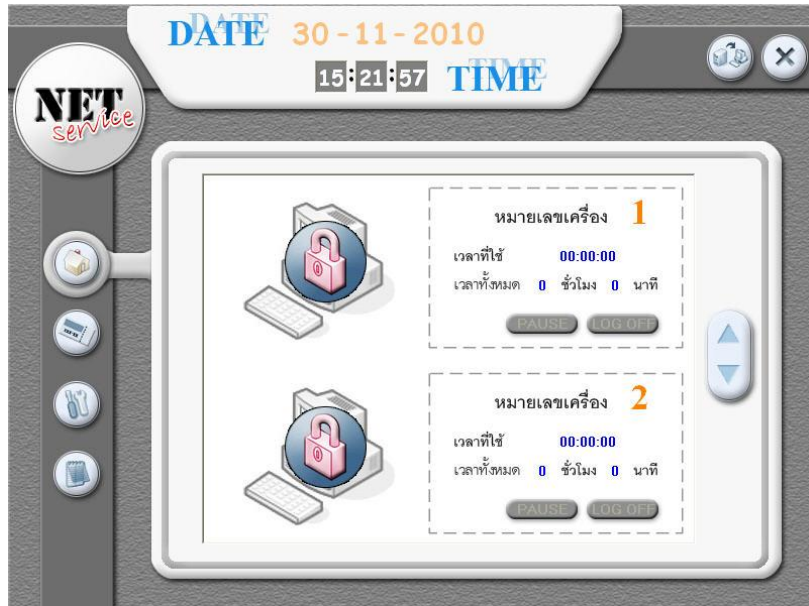 DATE 30-11-2010
15:21:57 TIME
NET
service
หมายเลขเครื่อง 1
เวลาที่ใช้ 00:00:00
เวลาทั้งหมด 0 ชั่วโมง 0 นาที
PAUSE LOG OFF
หมายเลขเครื่อง 2
เวลาที่ใช้ 00:00:00
เวลาทั้งหมด 0 ชั่วโมง 0 นาที
PAUSE LOG OFF